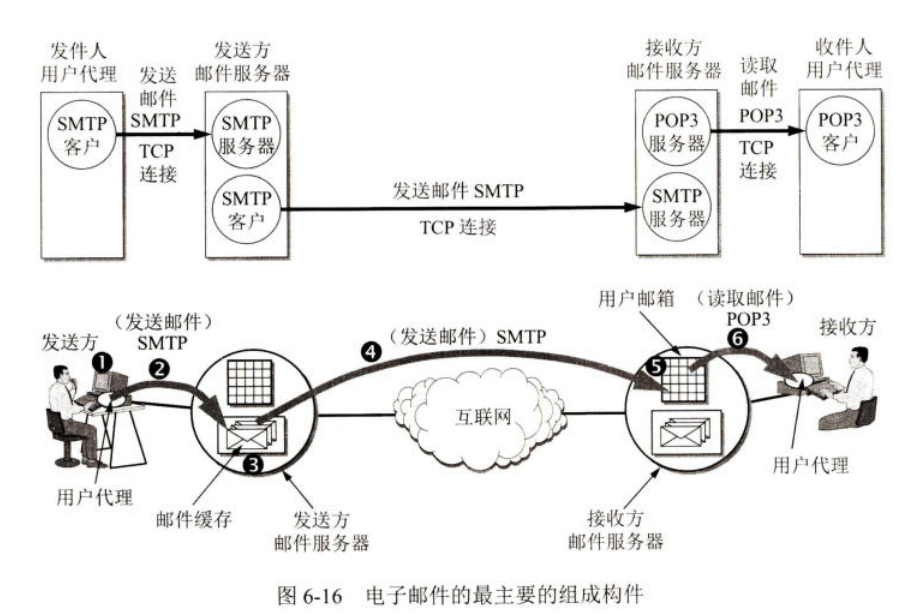 发件人
用户代理
发送
邮件
SMTP
TCP
连接
发送方
邮件服务器
接收方
邮件服务器
读取
邮件
POP3
TCP
连接
收件人
用户代理
SMTP
客户
SMTP
服务器
POP3
服务器
POP3
客户
SMTP
客户
发送邮件 SMTP
TCP 连接
SMTP
服务器
发送方
（发送邮件）
SMTP
（发送邮件）SMTP
用户邮箱
（读取邮件）
POP3
接收方
❶
❷
❸
❹
❺
❻
互联网
用户代理
邮件缓存
发送方
邮件服务器
接收方
邮件服务器
用户代理
图 6-16 电子邮件的最主要的组成构件